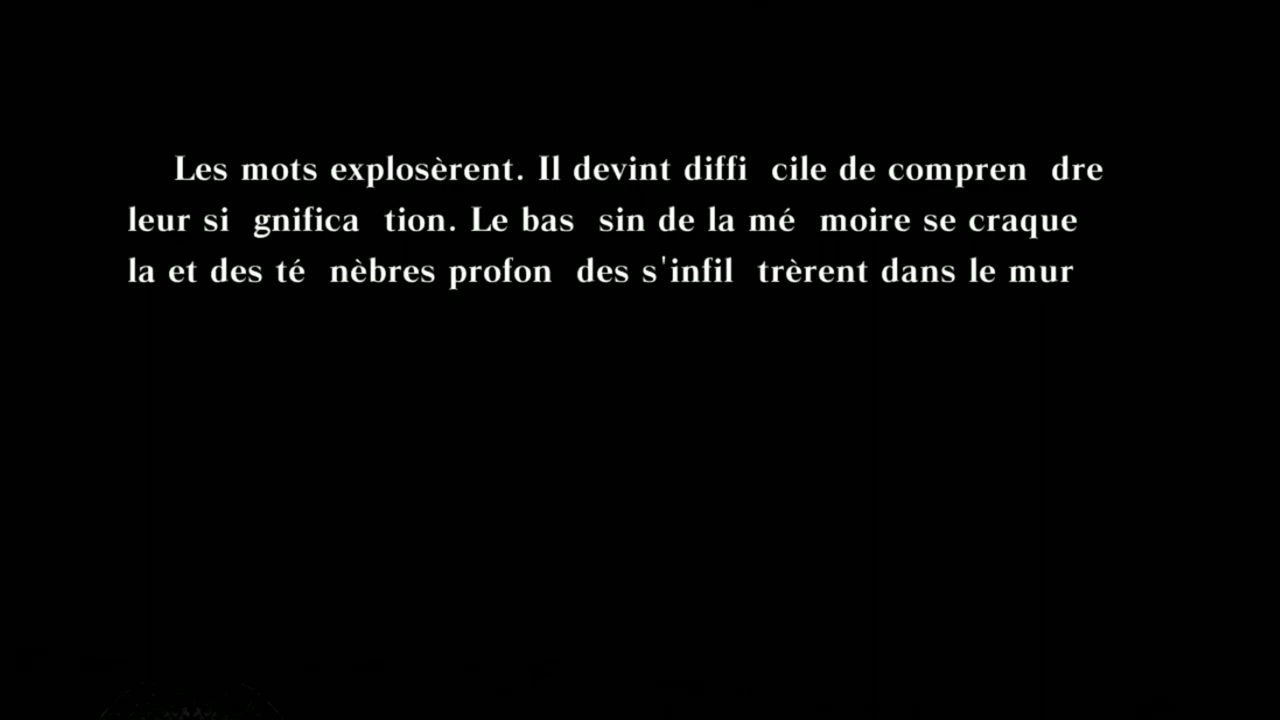 Les mots explosèrent. Il devint diffi  cile de compren  dre
leur si  gnifica  tion. Le bas  sin de la mé  moire se craque
la et des té  nèbres profon  des s'infil  trèrent dans le mur